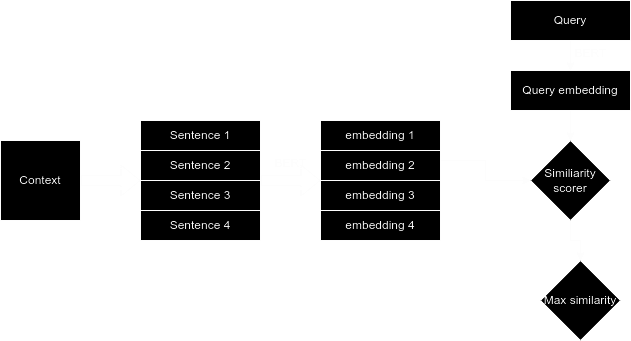 Query
Query embedding
Context
Sentence 1
Sentence 2
Sentence 3
Sentence 4
embedding 1
embedding 2
embedding 3
embedding 4
Similiarity
scorer
Max similarity